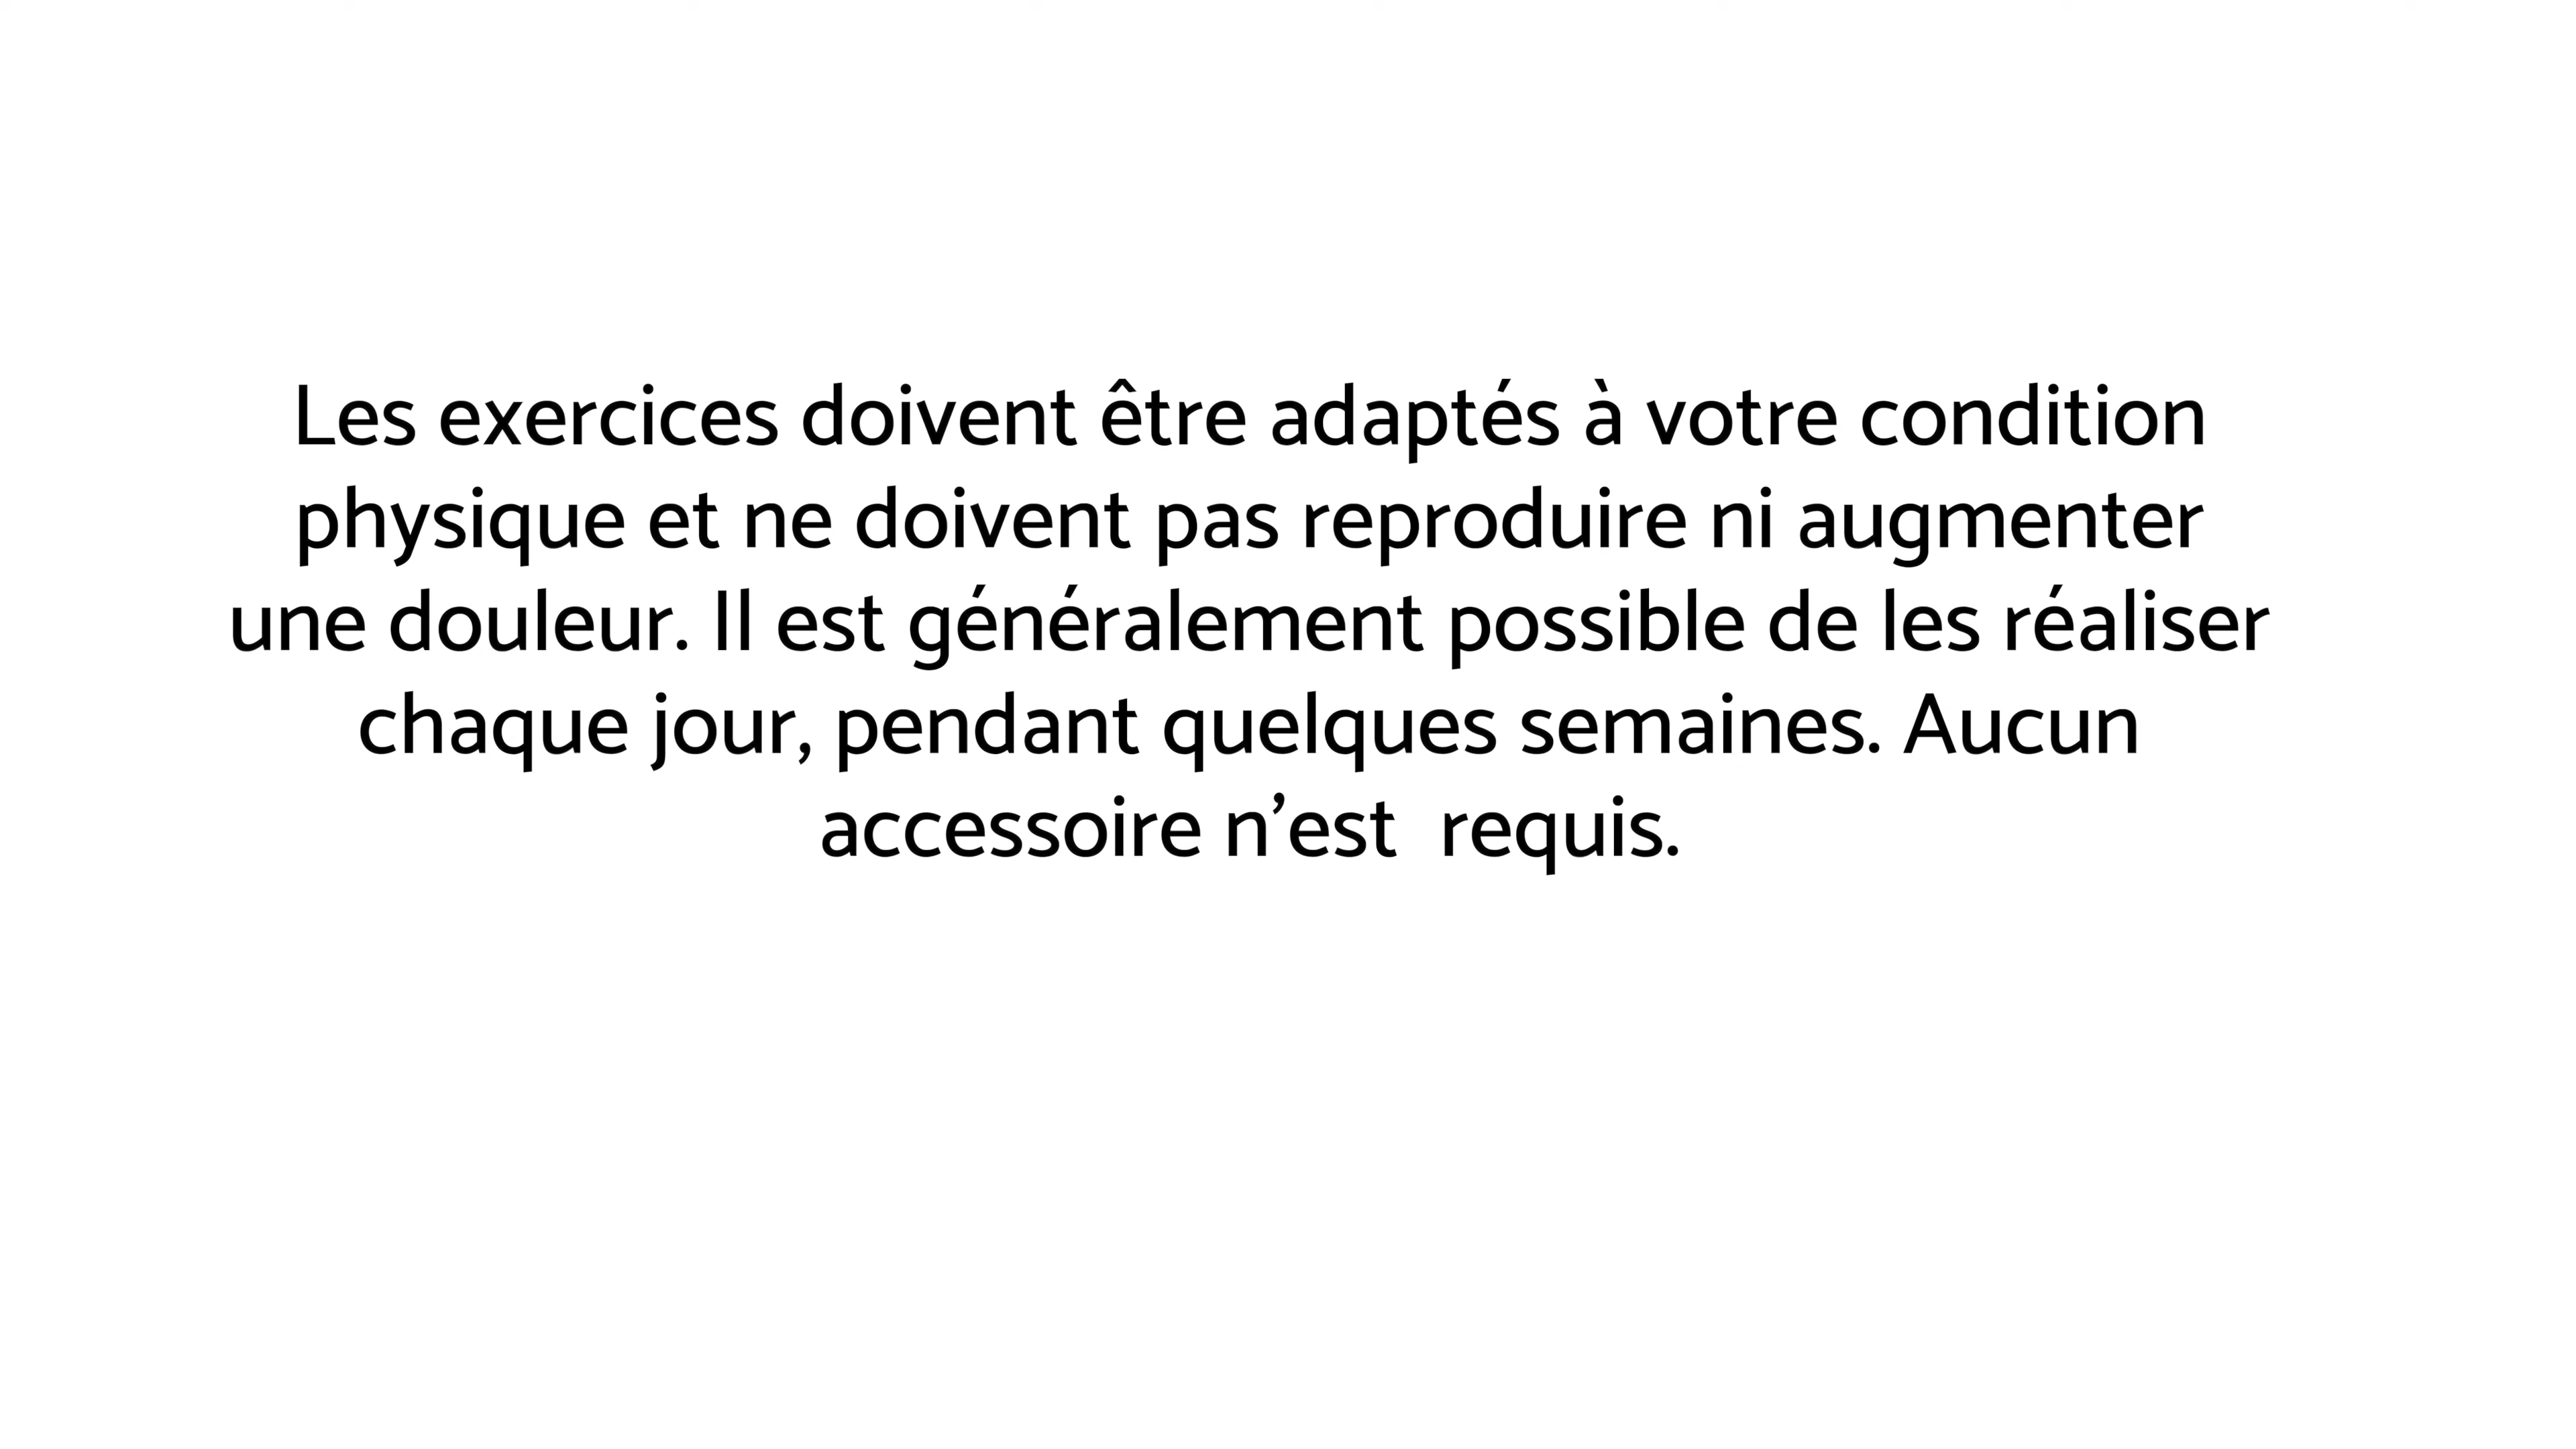 Les exercices doivent être adaptés à votre condition
physique et ne doivent pas reproduire ni augmenter
une douleur. Il est généralement possible de les réaliser
chaque jour, pendant quelques semaines. Aucun
accessoire n’est  requis.